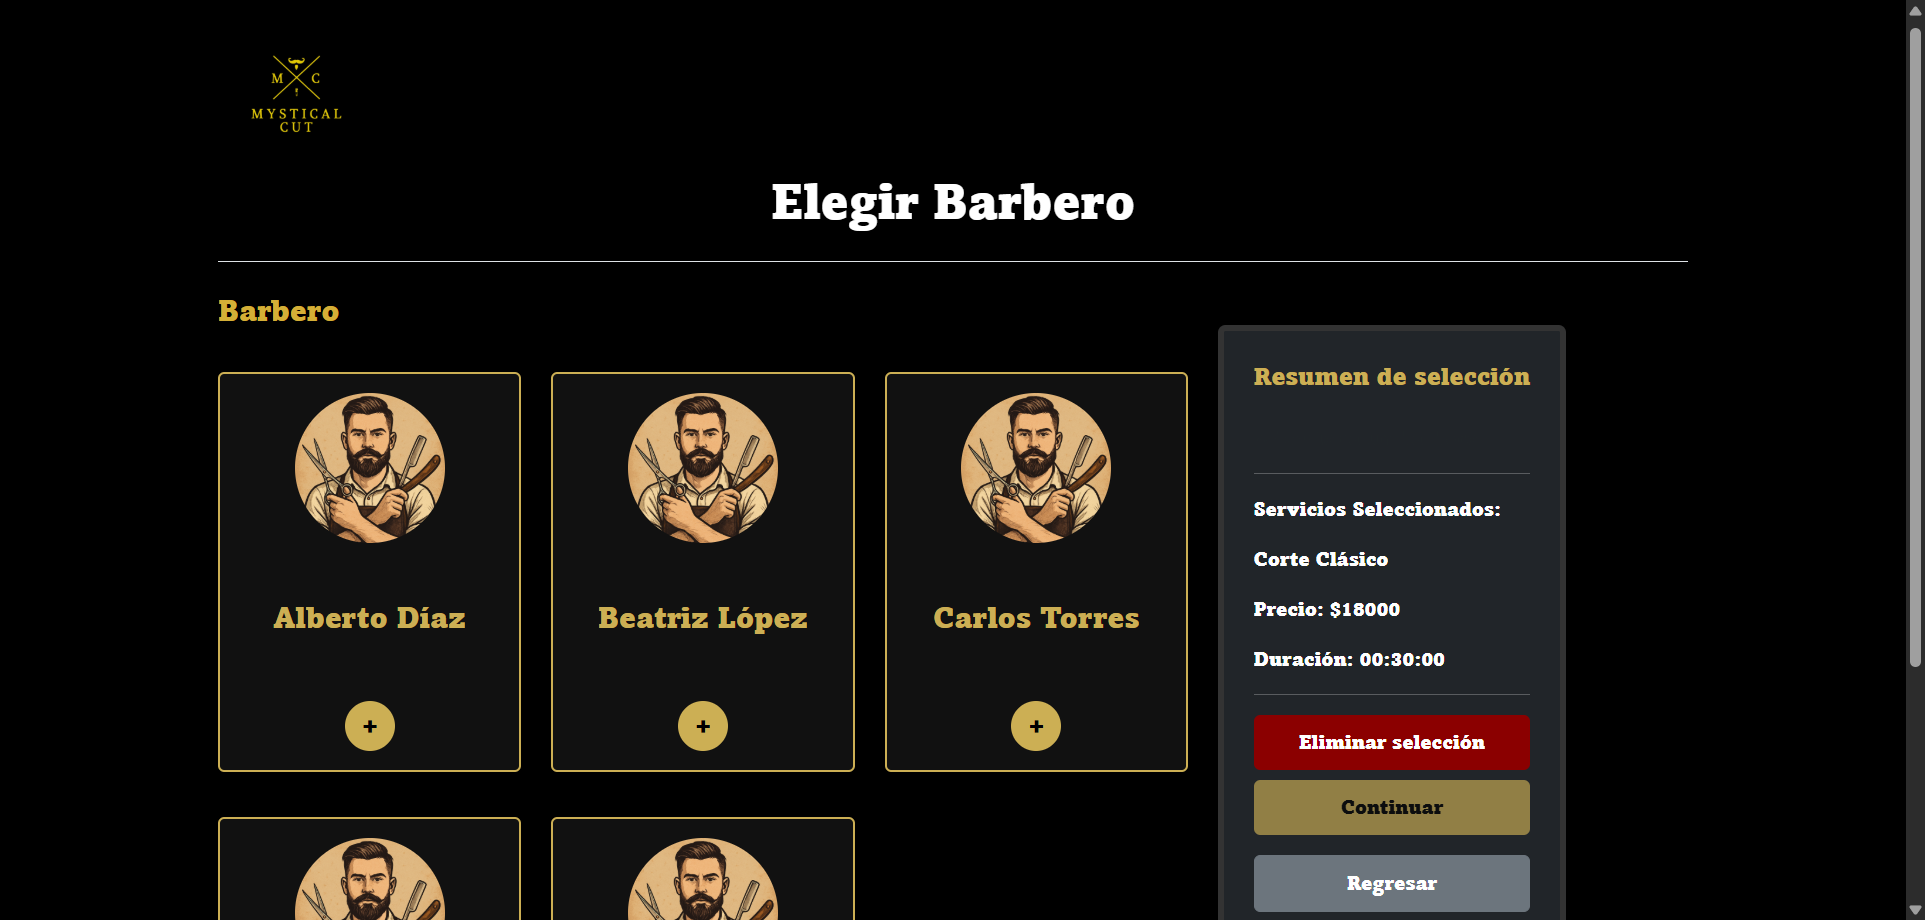 M C
MYSTICAL
CUT
Elegir Barbero
Barbero
Alberto Díaz
+
Beatriz López
+
Carlos Torres
+
Resumen de selección
Servicios Seleccionados:
Corte Clásico
Precio: $18000
Duración: 00:30:00
Eliminar selección
Continuar
Regresar